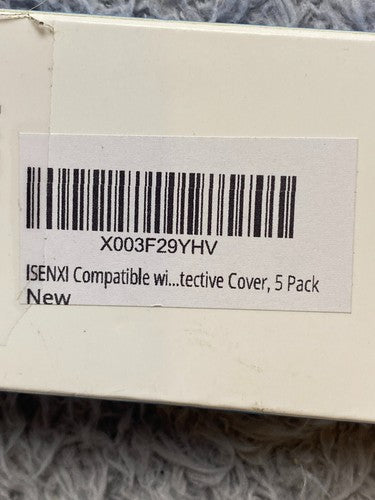 X003F29YHV
ISENXI Compatible wi...tective Cover, 5 Pack
New